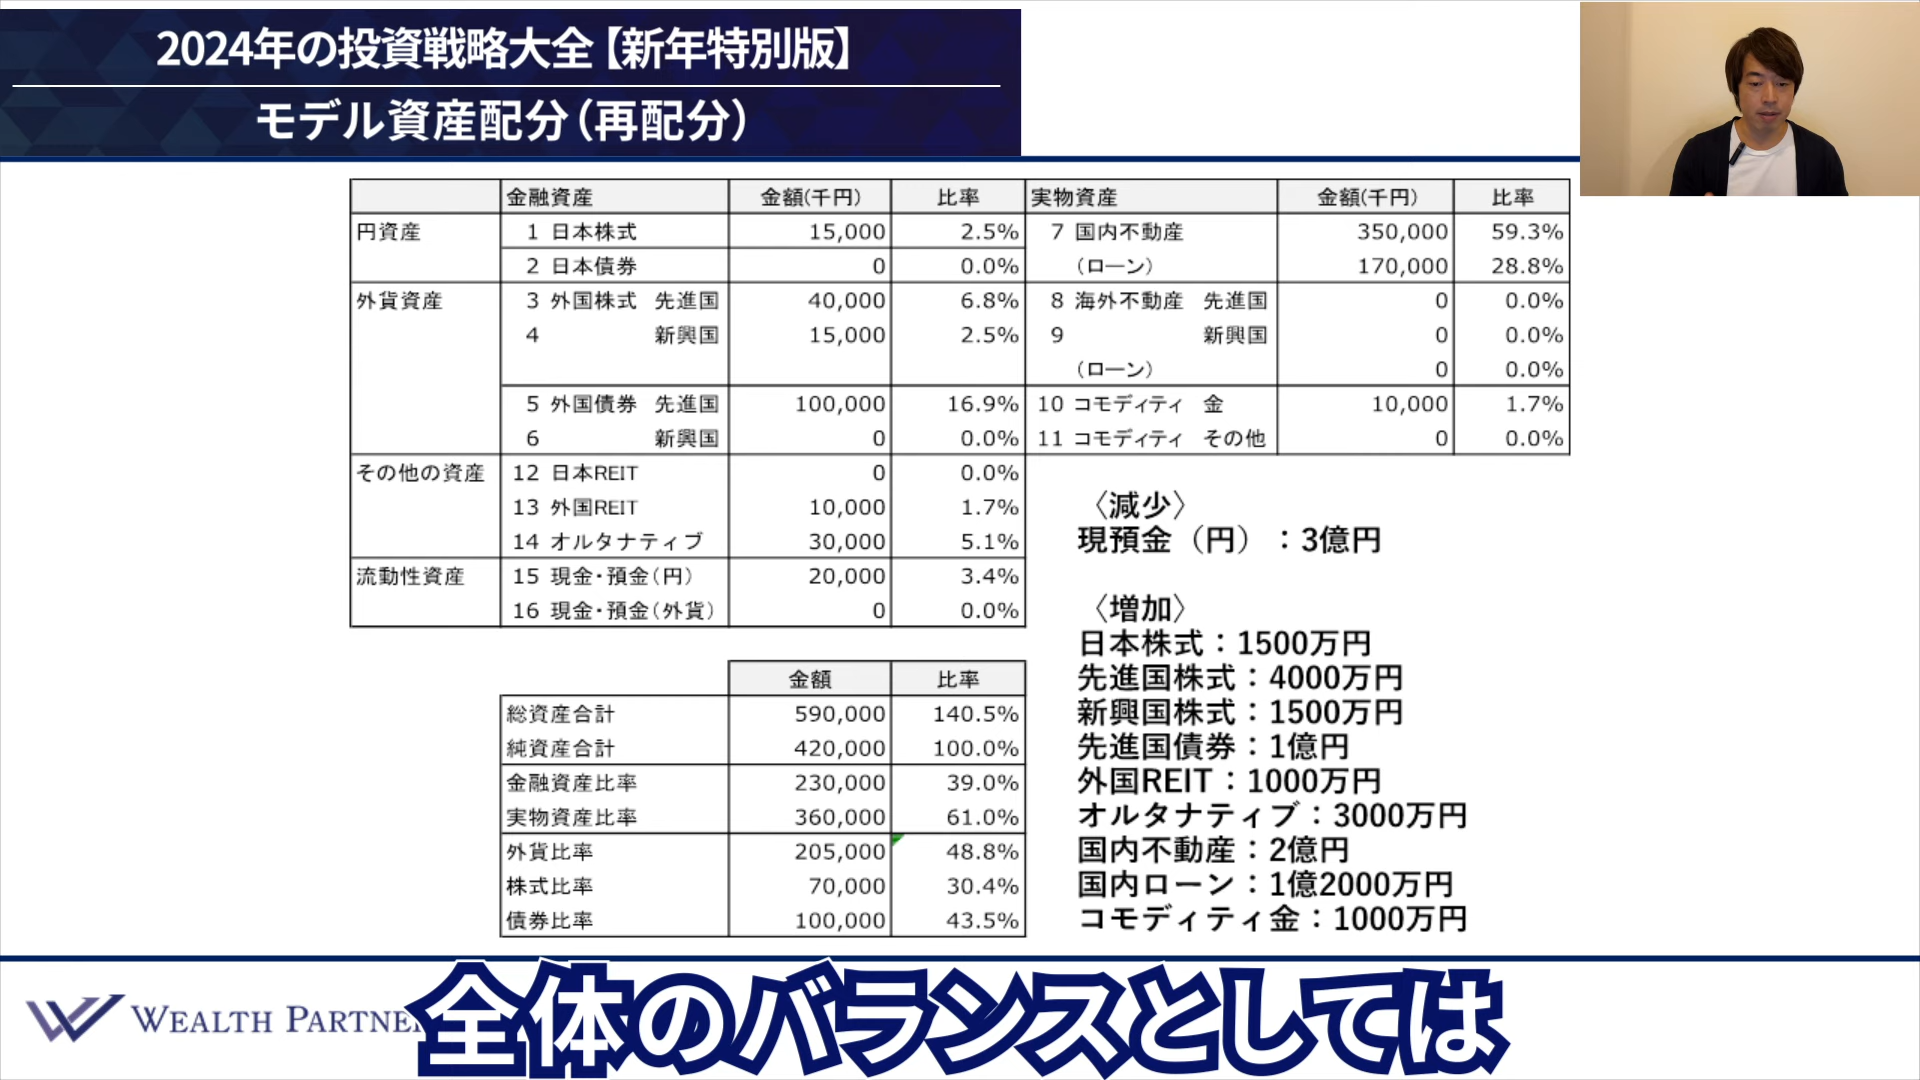 2024年の投資戦略大全【新年特別版】
モデル資産配分（再配分）
金融資産 金額(千円) 比率 実物資産 金額(千円) 比率
円資産 1 日本株式 15,000 2.5% 7 国内不動産 350,000 59.3%
2 日本債券 0 0.0% （ローン） 170,000 28.8%
外貨資産 3 外国株式 先進国 40,000 6.8% 8 海外不動産 先進国 0 0.0%
4 新興国 15,000 2.5% 9 新興国 0 0.0%
（ローン） 0 0.0%
5 外国債券 先進国 100,000 16.9% 10 コモディティ 金 10,000 1.7%
6 新興国 0 0.0% 11 コモディティ その他 0 0.0%
その他の資産 12 日本REIT 0 0.0%
13 外国REIT 10,000 1.7%
14 オルタナティブ 30,000 5.1%
流動性資産 15 現金・預金（円） 20,000 3.4%
16 現金・預金（外貨） 0 0.0%
金額 比率
総資産合計 590,000 140.5%
純資産合計 420,000 100.0%
金融資産比率 230,000 39.0%
実物資産比率 360,000 61.0%
外貨比率 205,000 48.8%
株式比率 70,000 30.4%
債券比率 100,000 43.5%
〈減少〉
現預金（円）：3億円
〈増加〉
日本株式：1500万円
先進国株式：4000万円
新興国株式：1500万円
先進国債券：1億円
外国REIT：1000万円
オルタナティブ：3000万円
国内不動産：2億円
国内ローン：1億2000万円
コモディティ金：1000万円
WEALTH PARTNE
全体のバランスとしては